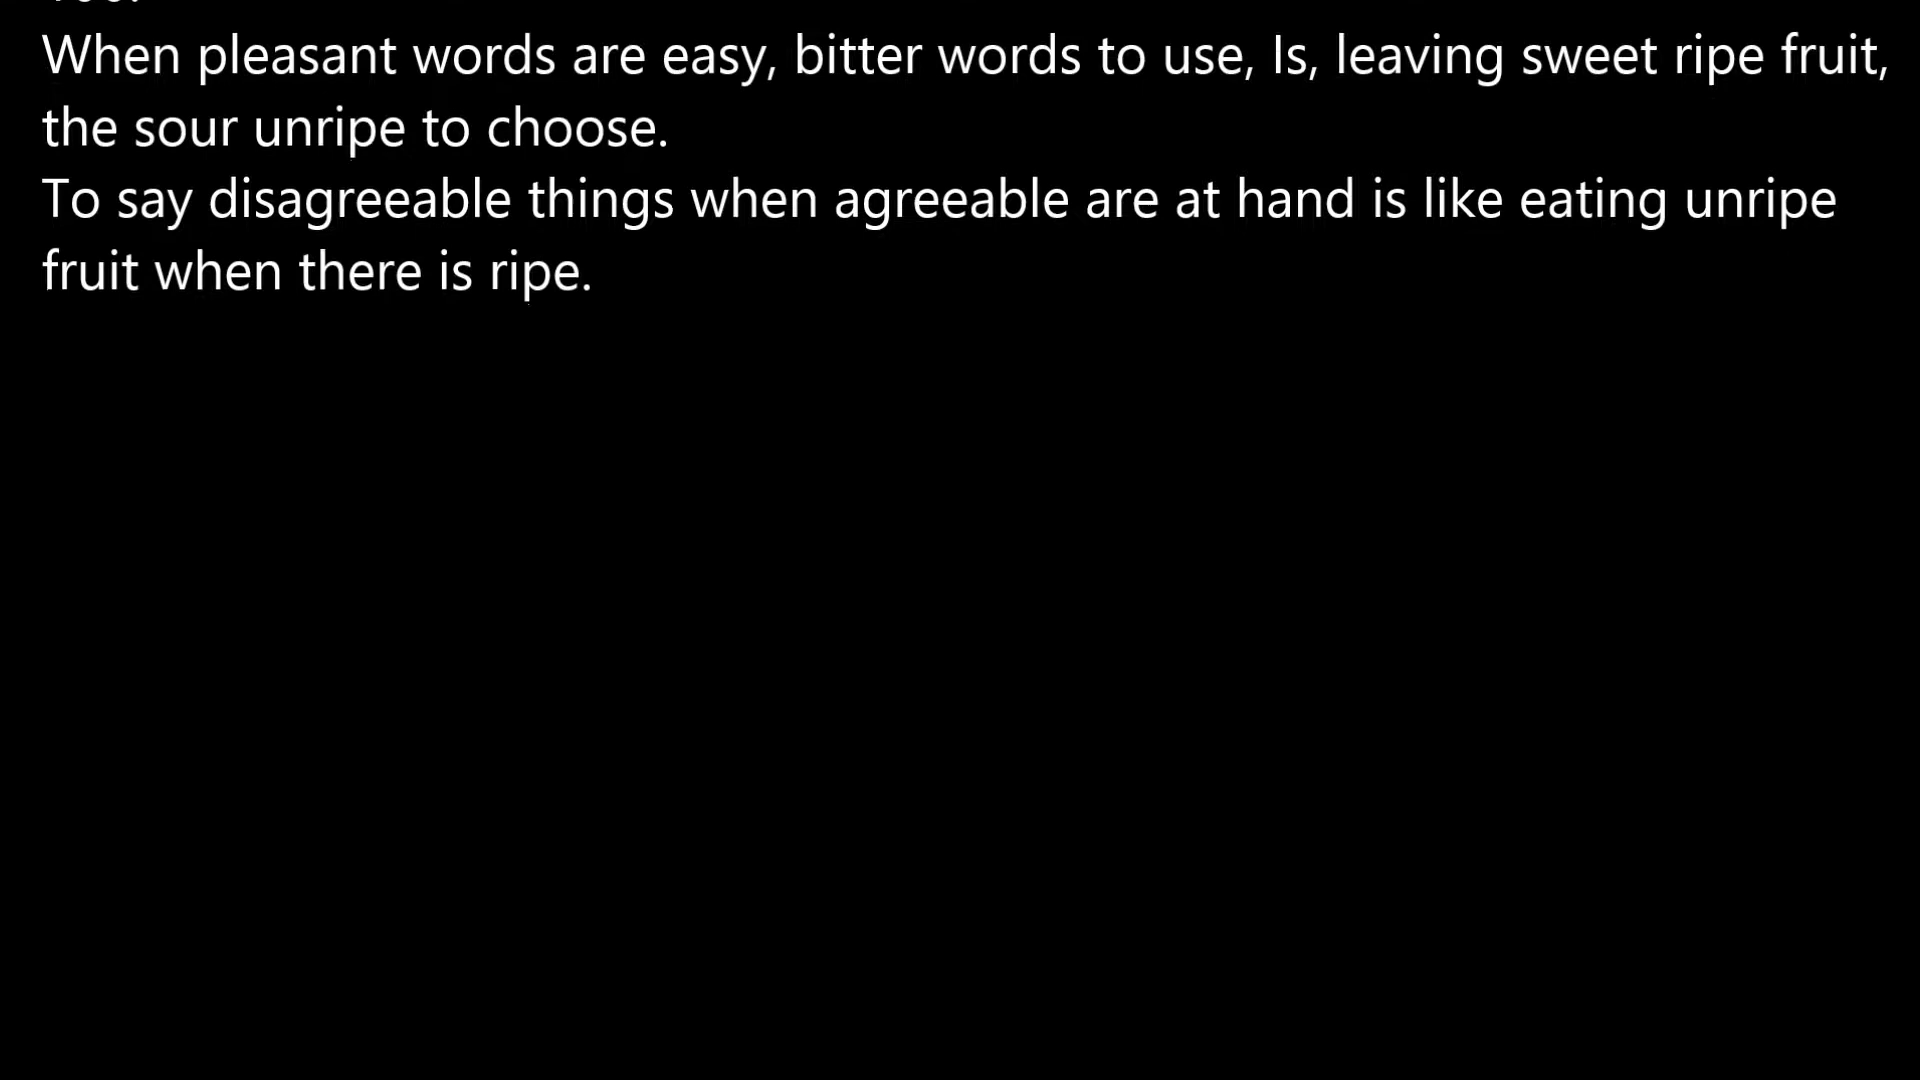 When pleasant words are easy, bitter words to use, Is, leaving sweet ripe fruit,
the sour unripe to choose.
To say disagreeable things when agreeable are at hand is like eating unripe
fruit when there is ripe.